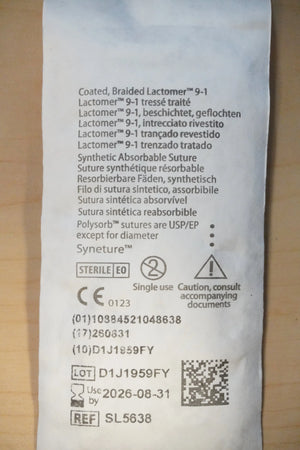 Coated, Braided Lactomer™ 9-1
Lactomer™ 9-1 tressé traité
Lactomer™ 9-1, beschichtet, geflochten
Lactomer™ 9-1, intrecciato rivestito
Lactomer™ 9-1 trançado revestido
Lactomer™ 9-1 trenzado tratado
Synthetic Absorbable Suture
Suture synthétique résorbable
Resorbierbare Fäden, synthetisch
Filo di sutura sintetico, assorbibile
Sutura sintética absorvível
Sutura sintética reabsorbible
Polysorb™ sutures are USP/EP
except for diameter
Syneture™
STERILE EO
2
Single use
Caution, consult
accompanying
documents
CE 0123
(01)10384521048638
(17)260831
(10)D1J1959FY
LOT D1J1959FY
Use by 2026-08-31
REF SL5638